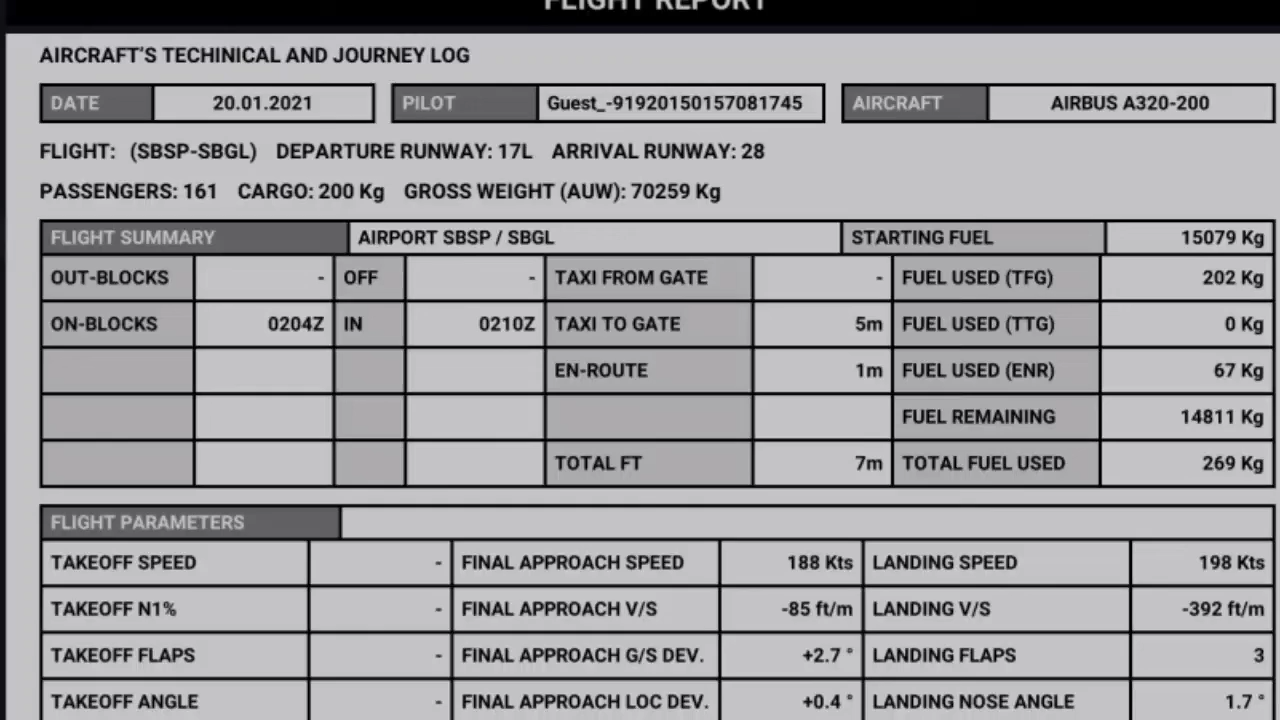 FLIGHT REPORT
AIRCRAFT'S TECHINICAL AND JOURNEY LOG
DATE 20.01.2021 PILOT Guest_-91920150157081745 AIRCRAFT AIRBUS A320-200
FLIGHT: (SBSP-SBGL) DEPARTURE RUNWAY: 17L ARRIVAL RUNWAY: 28
PASSENGERS: 161 CARGO: 200 Kg GROSS WEIGHT (AUW): 70259 Kg
FLIGHT SUMMARY AIRPORT SBSP / SBGL STARTING FUEL 15079 Kg
OUT-BLOCKS - OFF - TAXI FROM GATE - FUEL USED (TFG) 202 Kg
ON-BLOCKS 0204Z IN 0210Z TAXI TO GATE 5m FUEL USED (TTG) 0 Kg
EN-ROUTE 1m FUEL USED (ENR) 67 Kg
FUEL REMAINING 14811 Kg
TOTAL FT 7m TOTAL FUEL USED 269 Kg
FLIGHT PARAMETERS
TAKEOFF SPEED - FINAL APPROACH SPEED 188 Kts LANDING SPEED 198 Kts
TAKEOFF N1% - FINAL APPROACH V/S -85 ft/m LANDING V/S -392 ft/m
TAKEOFF FLAPS - FINAL APPROACH G/S DEV. +2.7 ° LANDING FLAPS 3
TAKEOFF ANGLE - FINAL APPROACH LOC DEV. +0.4 ° LANDING NOSE ANGLE 1.7 °